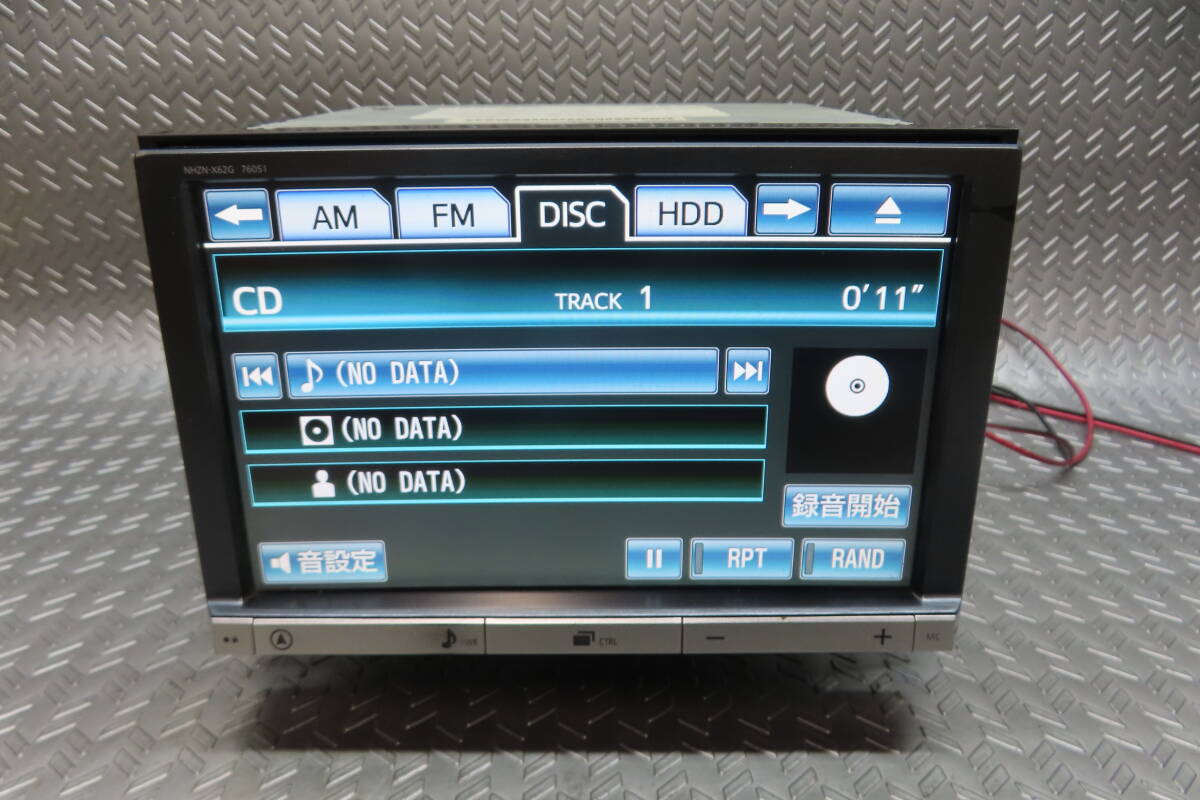 NHZN-X62G 76051
AM FM DISC HDD
CD TRACK 1 0'11"
(NO DATA)
(NO DATA)
(NO DATA)
録音開始
音設定 RPT RAND
CTRL − + MC